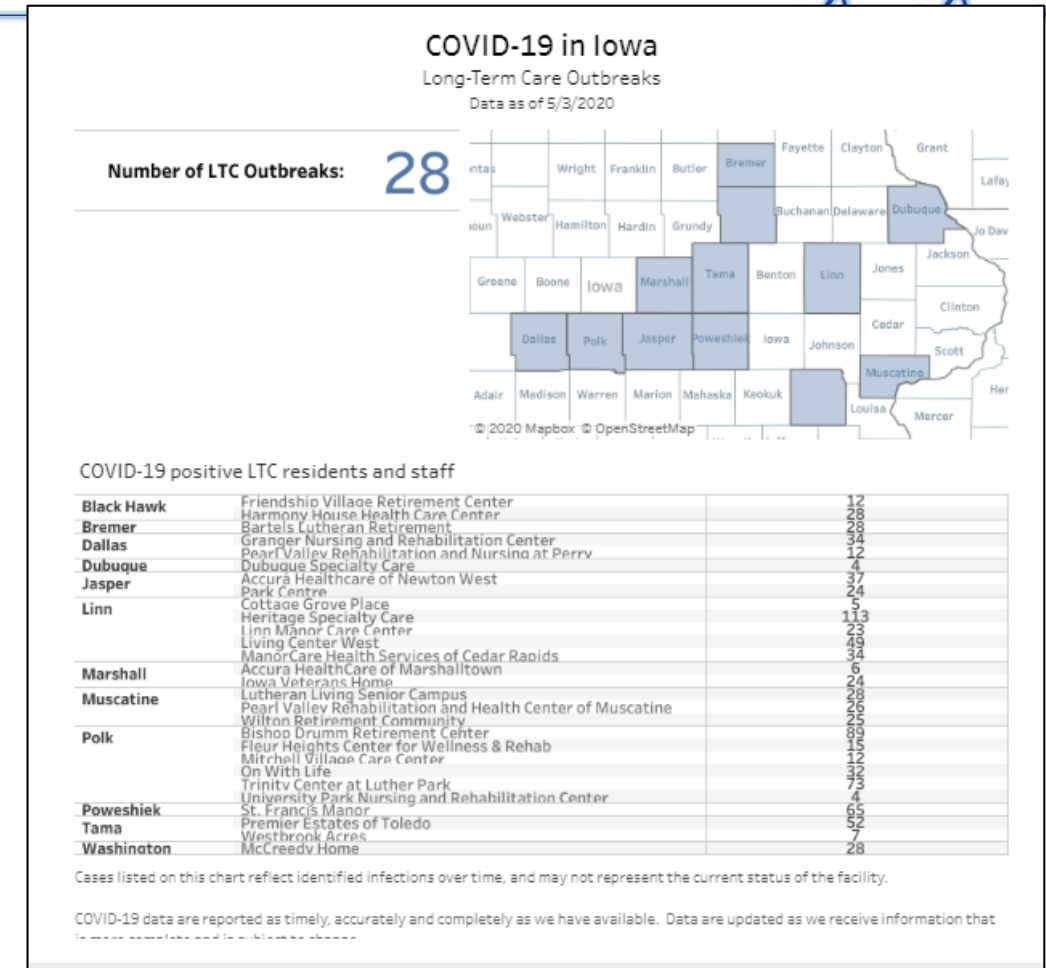 COVID-19 in Iowa
Long-Term Care Outbreaks
Data as of 5/3/2020
Number of LTC Outbreaks: 28
ntas Wright Franklin Butler Bremer Fayette Clayton Grant
Lafay
oun Webster Hamilton Hardin Grundy Buchanan Delaware Dubuque
Jo Dav
Greene Boone Iowa Marshall Tama Benton Linn Jones Jackson
Clinton
Dallas Polk Jasper Poweshiek Iowa Johnson Cedar Scott
Muscatine
Adair Madison Warren Marion Mahaska Keokuk Louisa Mercer Her
© 2020 Mapbox © OpenStreetMap
COVID-19 positive LTC residents and staff
Black Hawk Friendship Village Retirement Center 12
Harmony House Health Care Center 28
Bremer Bartels Lutheran Retirement 28
Dallas Granger Nursing and Rehabilitation Center 34
Pearl Valley Rehabilitation and Nursing at Perry 12
Dubuque Dubuque Specialty Care 4
Jasper Accura Healthcare of Newton West 37
Park Centre 24
Linn Cottage Grove Place 5
Heritage Specialty Care 113
Linn Manor Care Center 23
Living Center West 49
ManorCare Health Services of Cedar Rapids 34
Marshall Accura HealthCare of Marshalltown 6
Iowa Veterans Home 24
Muscatine Lutheran Living Senior Campus 28
Pearl Valley Rehabilitation and Health Center of Muscatine 26
Wilton Retirement Community 25
Polk Bishop Drumm Retirement Center 89
Fleur Heights Center for Wellness & Rehab 15
Mitchell Village Care Center 12
On With Life 32
Trinity Center at Luther Park 73
University Park Nursing and Rehabilitation Center 4
Poweshiek St. Francis Manor 65
Tama Premier Estates of Toledo 52
Westbrook Acres 7
Washington McCreedy Home 28
Cases listed on this chart reflect identified infections over time, and may not represent the current status of the facility.
COVID-19 data are reported as timely, accurately and completely as we have available. Data are updated as we receive information that